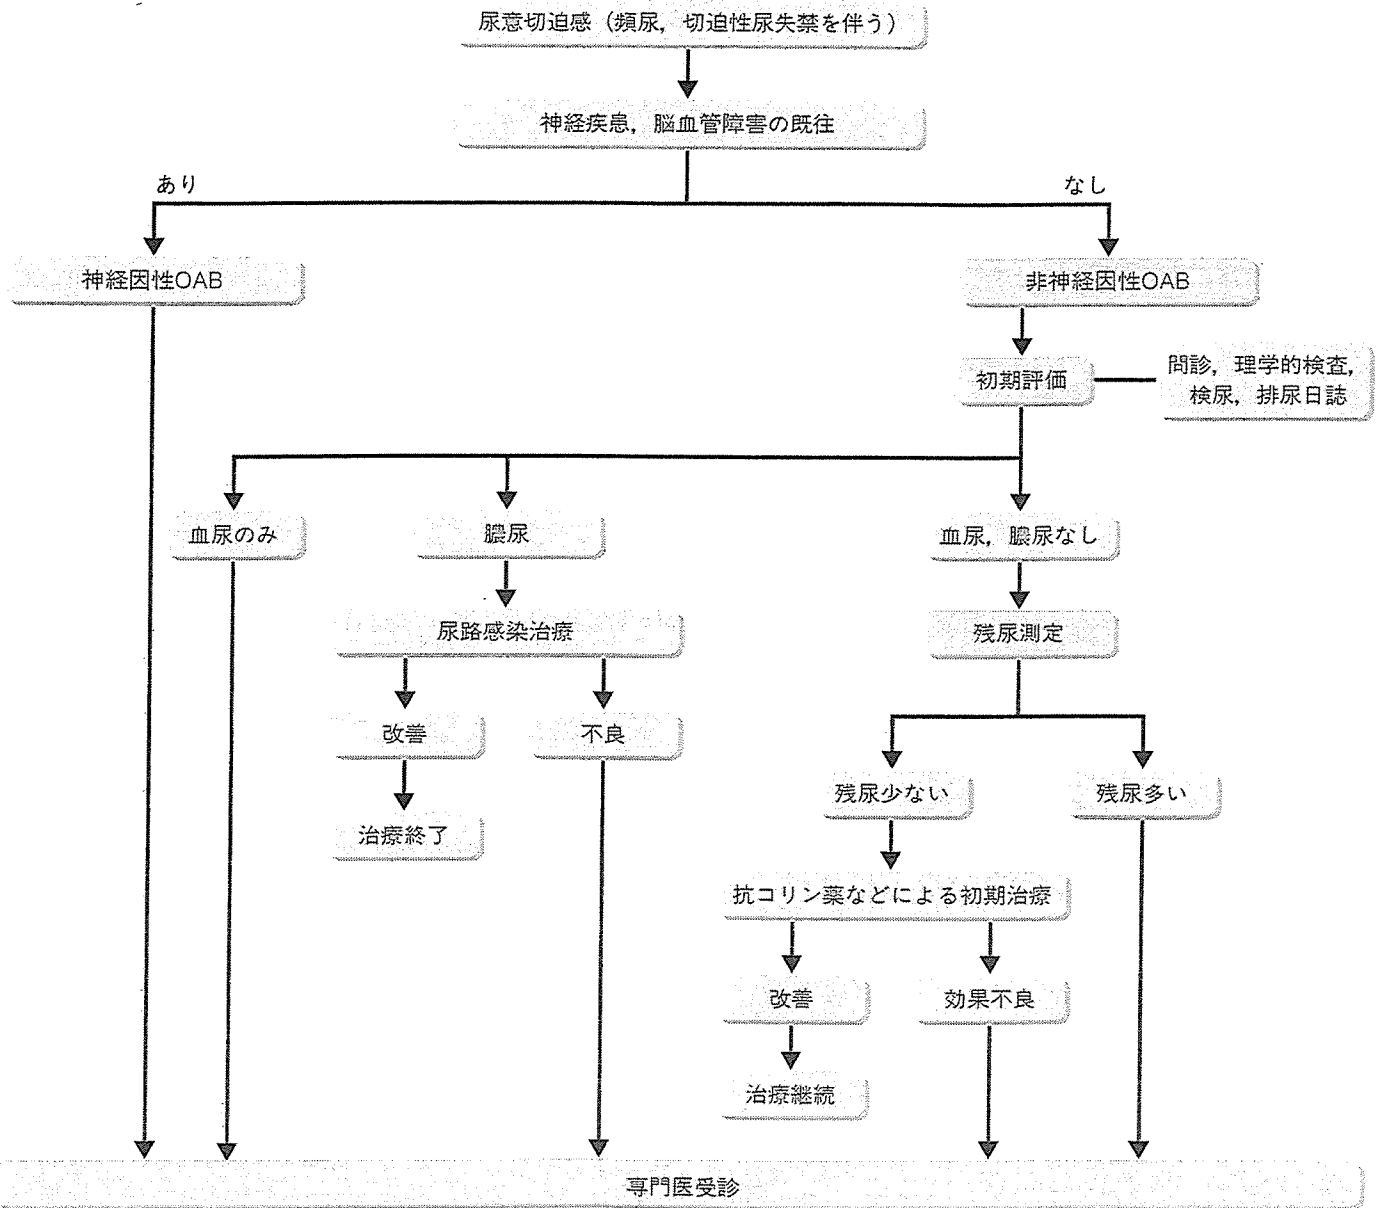 尿意切迫感（頻尿，切迫性尿失禁を伴う）
神経疾患，脳血管障害の既往
あり
なし
神経因性OAB
非神経因性OAB
初期評価
問診，理学的検査，
検尿，排尿日誌
血尿のみ
膿尿
血尿，膿尿なし
尿路感染治療
残尿測定
改善
不良
残尿少ない
残尿多い
治療終了
抗コリン薬などによる初期治療
改善
効果不良
治療継続
専門医受診